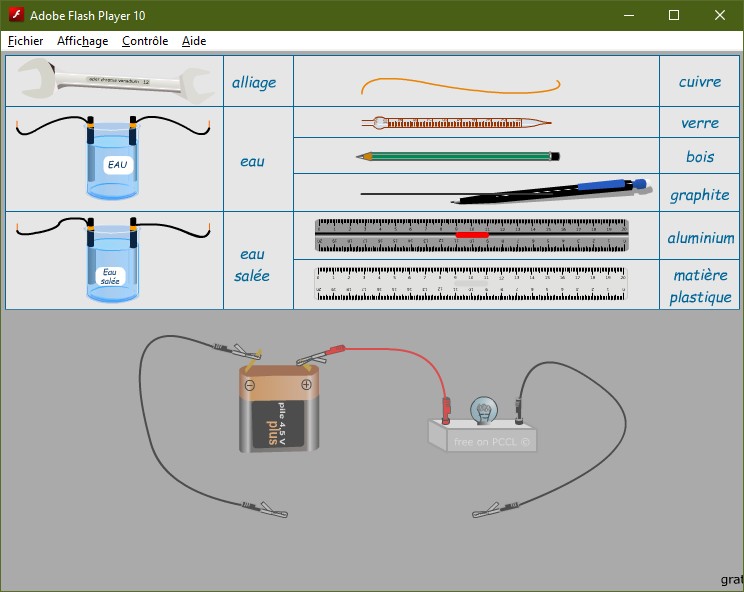 Adobe Flash Player 10
Fichier Affichage Contrôle Aide
alliage
cuivre
verre
EAU
eau
bois
graphite
Eau
salée
eau
salée
aluminium
matière
plastique
pile 4,5 V
plus
free on PCCL ©
grat